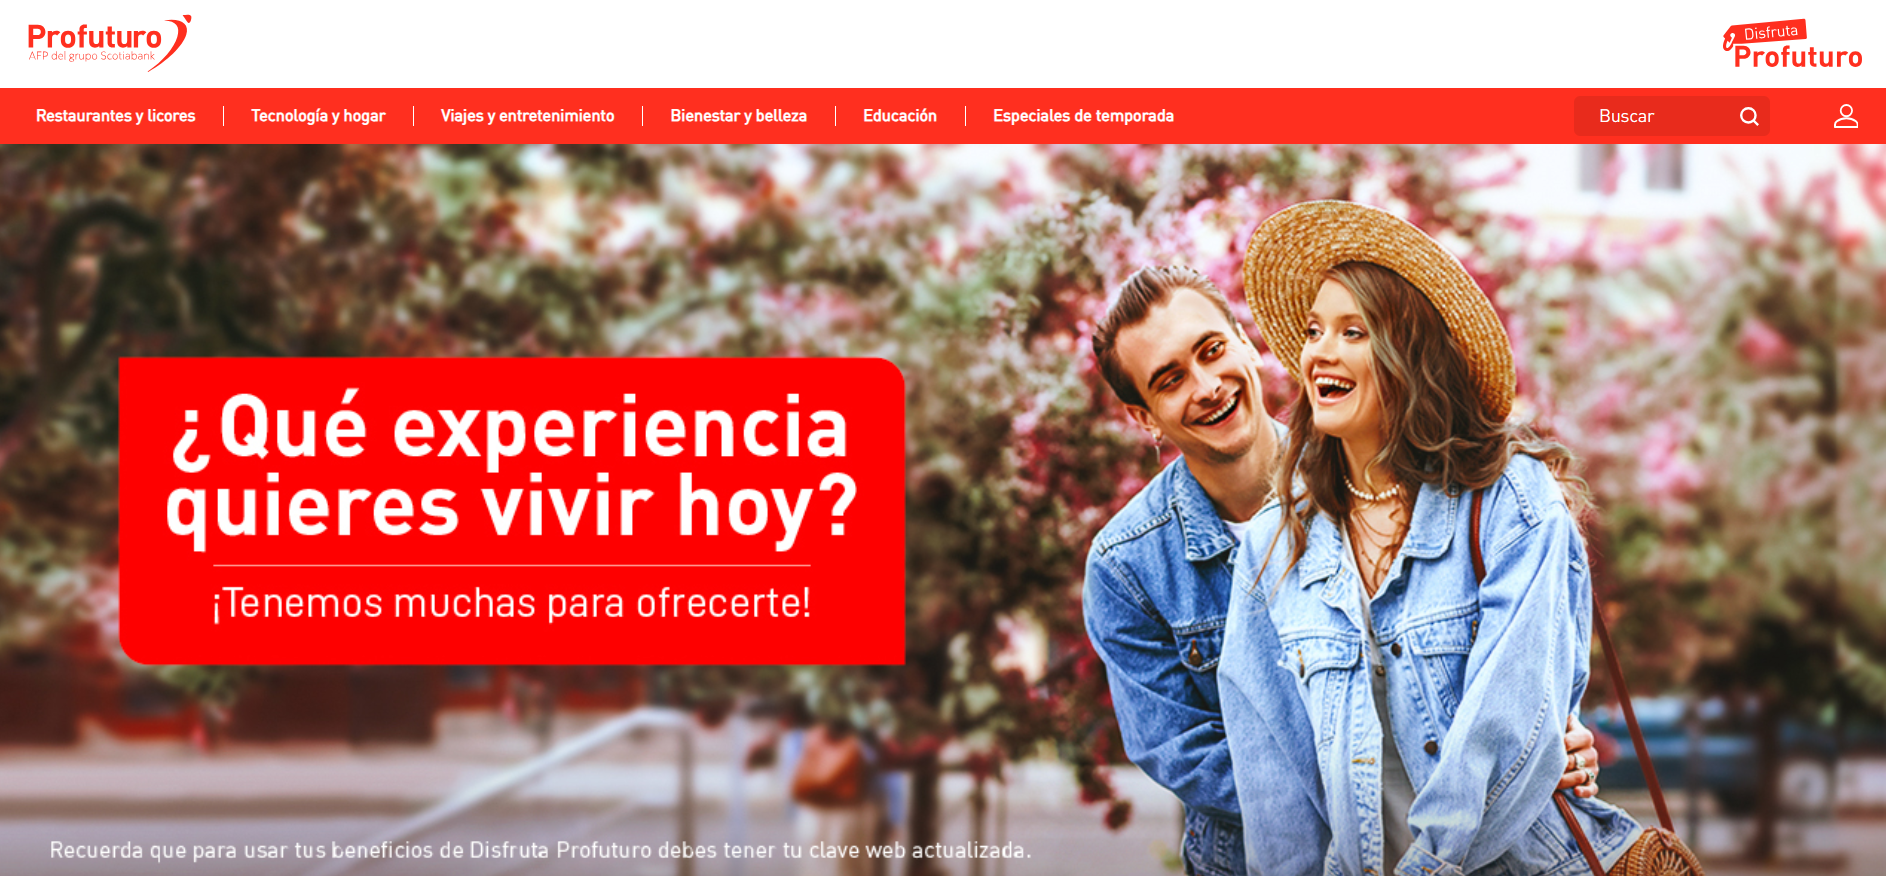 Profuturo
AFP del grupo Scotiabank
Disfruta
Profuturo
Restaurantes y licores
Tecnología y hogar
Viajes y entretenimiento
Bienestar y belleza
Educación
Especiales de temporada
Buscar
¿Qué experiencia
quieres vivir hoy?
¡Tenemos muchas para ofrecerte!
Recuerda que para usar tus beneficios de Disfruta Profuturo debes tener tu clave web actualizada.